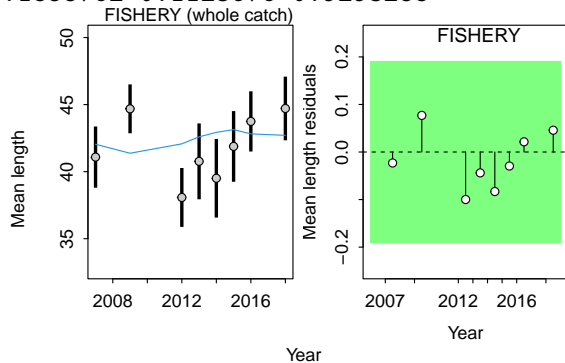 FISHERY (whole catch)
Mean length
35
40
45
50
2008
2012
2016
FISHERY
Mean length residuals
−0.2
0.0
0.1
0.2
2007
2012
2016
Year
Year